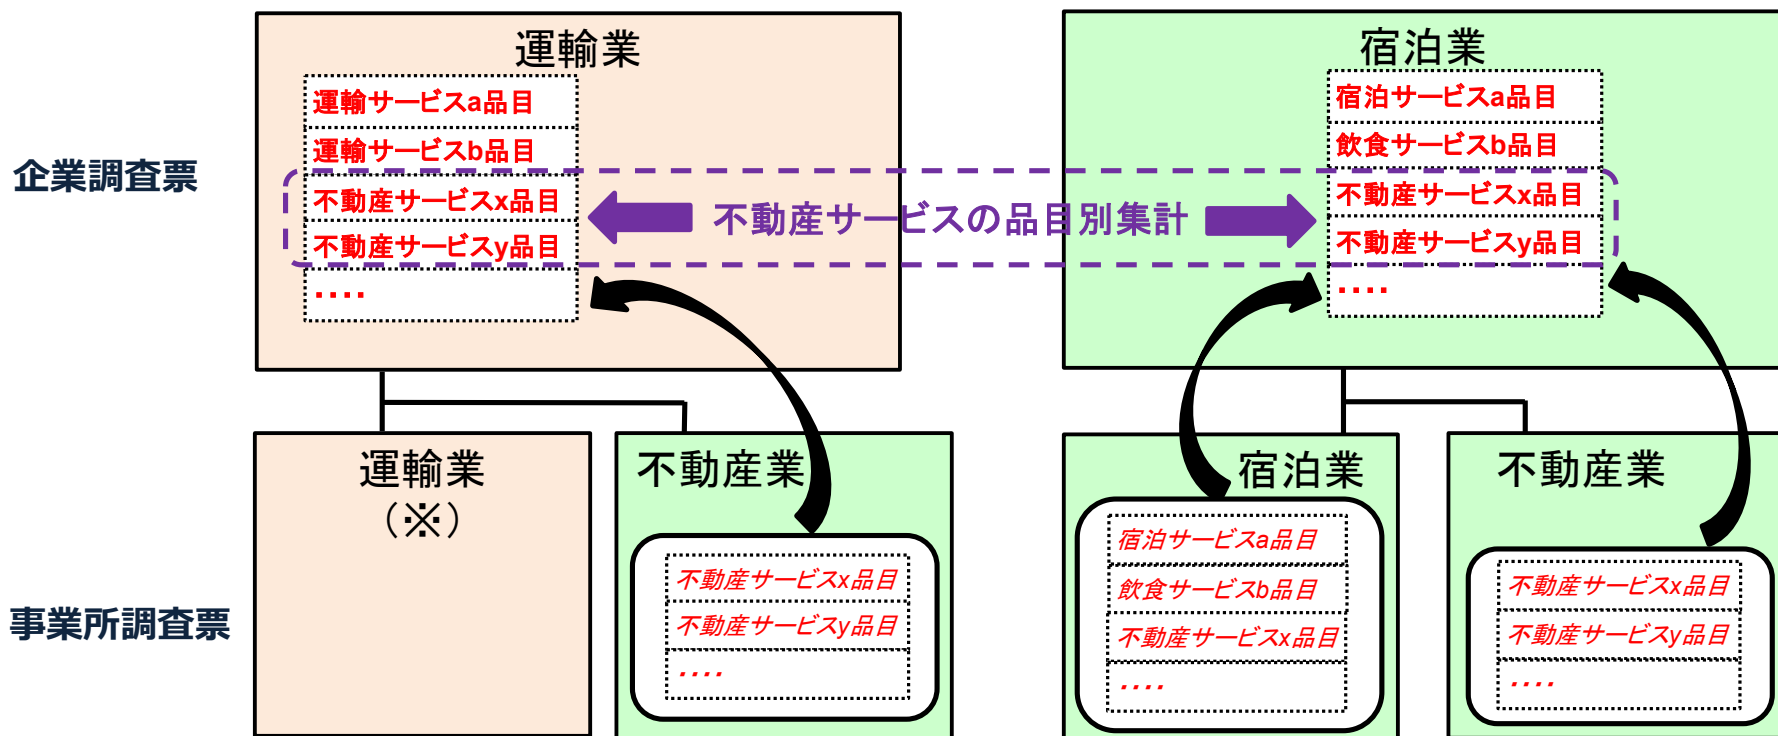 運輸業
運輸サービスa品目
運輸サービスb品目
不動産サービスx品目
不動産サービスy品目
‥‥
宿泊業
宿泊サービスa品目
飲食サービスb品目
不動産サービスx品目
不動産サービスy品目
‥‥
企業調査票
不動産サービスの品目別集計
運輸業
（※）
不動産業
不動産サービスx品目
不動産サービスy品目
‥‥
宿泊業
宿泊サービスa品目
飲食サービスb品目
不動産サービスx品目
‥‥
不動産業
不動産サービスx品目
不動産サービスy品目
‥‥
事業所調査票